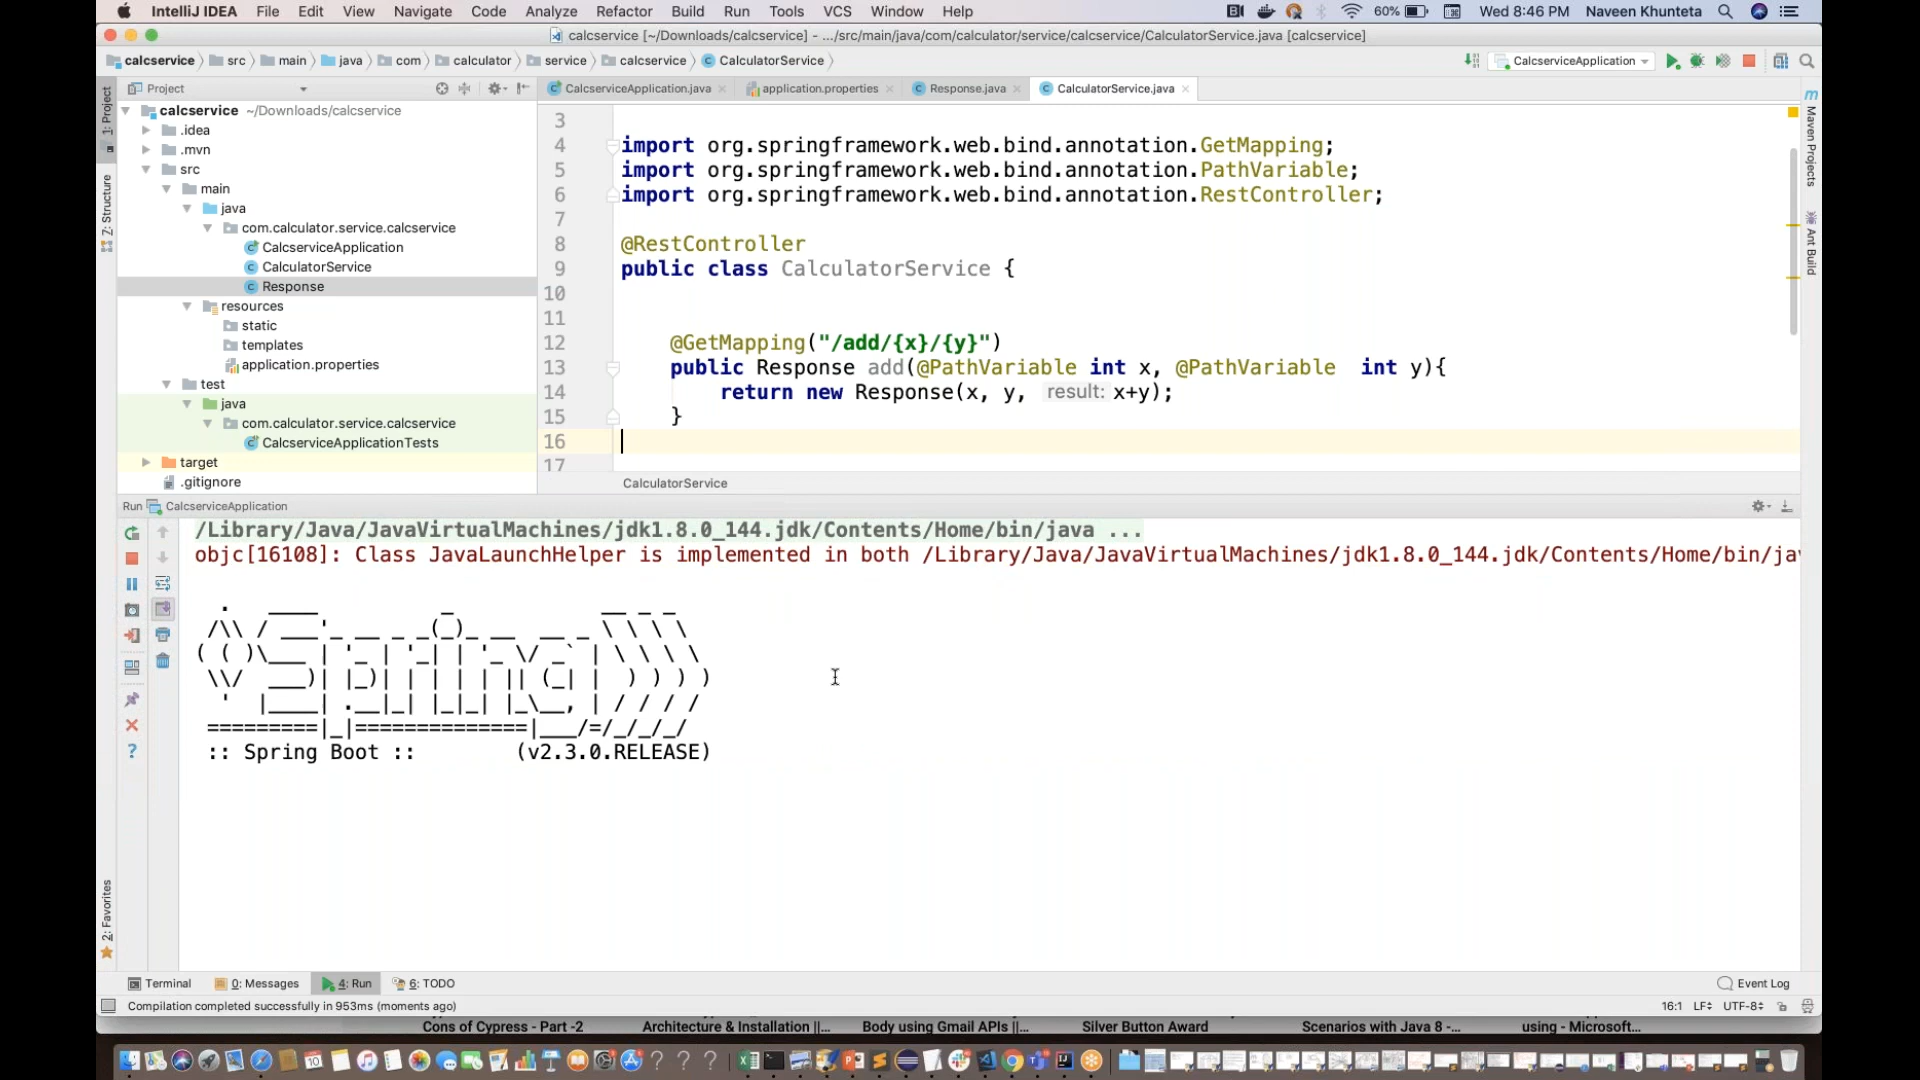 IntelliJ IDEA File Edit View Navigate Code Analyze Refactor Build Run Tools VCS Window Help 60% Wed 8:46 PM Naveen Khunteta
calcservice [~/Downloads/calcservice] - .../src/main/java/com/calculator/service/calcservice/CalculatorService.java [calcservice]
calcservice src main java com calculator service calcservice CalculatorService CalcserviceApplication
Project CalcserviceApplication.java application.properties Response.java CalculatorService.java
1: Project
Z: Structure
2: Favorites
Maven Projects
Ant Build
calcservice ~/Downloads/calcservice
.idea
.mvn
src
main
java
com.calculator.service.calcservice
CalcserviceApplication
CalculatorService
Response
resources
static
templates
application.properties
test
java
com.calculator.service.calcservice
CalcserviceApplicationTests
target
.gitignore
3
4 import org.springframework.web.bind.annotation.GetMapping;
5 import org.springframework.web.bind.annotation.PathVariable;
6 import org.springframework.web.bind.annotation.RestController;
7
8 @RestController
9 public class CalculatorService {
10
11
12 @GetMapping("/add/{x}/{y}")
13 public Response add(@PathVariable int x, @PathVariable  int y){
14 return new Response(x, y, result: x+y);
15 }
16
17
CalculatorService
Run CalcserviceApplication
/Library/Java/JavaVirtualMachines/jdk1.8.0_144.jdk/Contents/Home/bin/java ...
objc[16108]: Class JavaLaunchHelper is implemented in both /Library/Java/JavaVirtualMachines/jdk1.8.0_144.jdk/Contents/Home/bin/jav
Spring
:: Spring Boot :: (v2.3.0.RELEASE)
Terminal 0: Messages 4: Run 6: TODO Event Log
Compilation completed successfully in 953ms (moments ago) 16:1 LF÷ UTF-8÷
Cons of Cypress - Part -2 Architecture & Installation ||... Body using Gmail APIs ||... Silver Button Award Scenarios with Java 8 -... using - Microsoft...